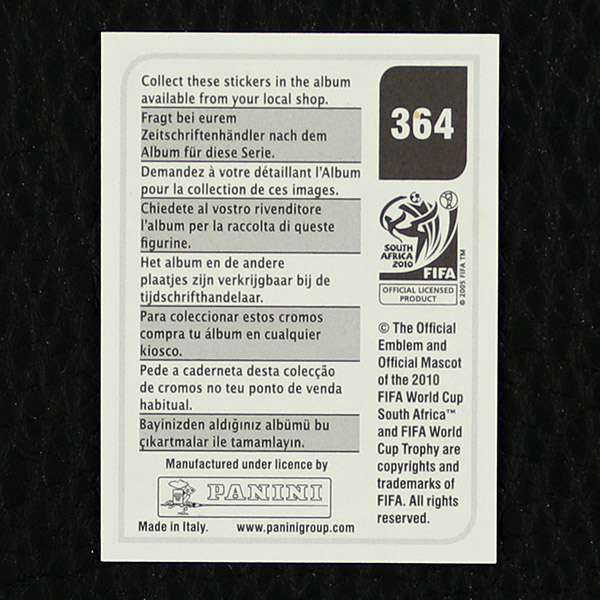 Collect these stickers in the album
available from your local shop.
Fragt bei eurem
Zeitschriftenhändler nach dem
Album für diese Serie.
Demandez à votre détaillant l'Album
pour la collection de ces images.
Chiedete al vostro rivenditore
l'album per la raccolta di queste
figurine.
Het album en de andere
plaatjes zijn verkrijgbaar bij de
tijdschrifthandelaar.
Para coleccionar estos cromos
compra tu álbum en cualquier
kiosco.
Pede a caderneta desta colecção
de cromos no teu ponto de venda
habitual.
Bayinizden aldığınız albümü bu
çıkartmalar ile tamamlayın.
Manufactured under licence by
PANINI
Made in Italy. www.paninigroup.com
364
SOUTH
AFRICA
2010
FIFA
© 2005 FIFA TM
OFFICIAL LICENSED
PRODUCT
© The Official
Emblem and
Official Mascot
of the 2010
FIFA World Cup
South Africa™
and FIFA World
Cup Trophy are
copyrights and
trademarks of
FIFA. All rights
reserved.